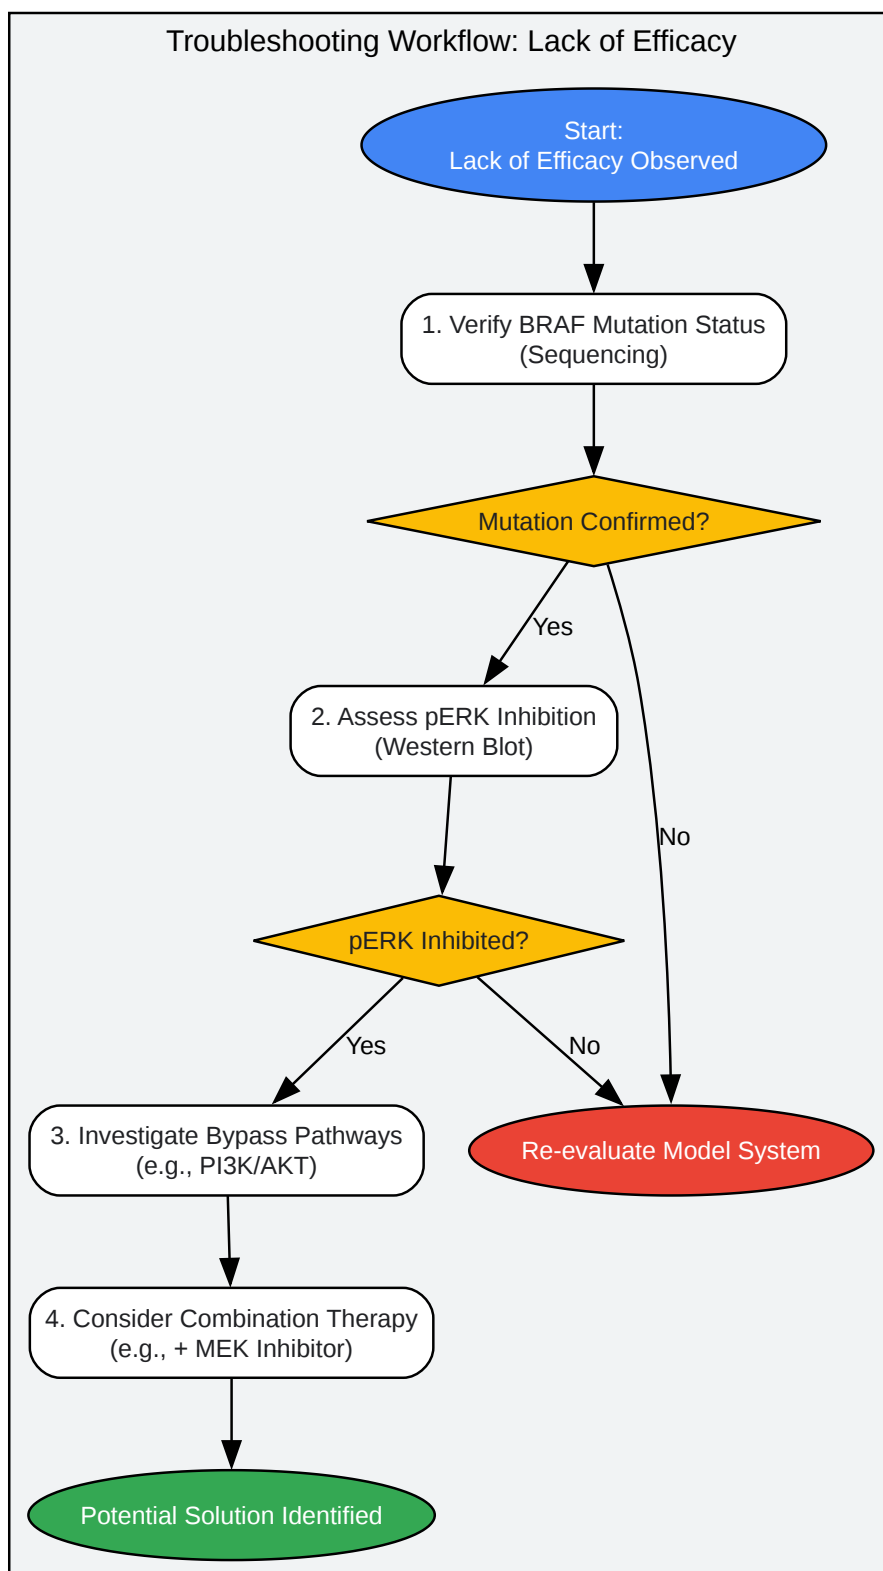 Troubleshooting Workflow: Lack of Efficacy
Start:
Lack of Efficacy Observed
1. Verify BRAF Mutation Status
(Sequencing)
Mutation Confirmed?
Yes
2. Assess pERK Inhibition
(Western Blot)
No
pERK Inhibited?
Yes
No
3. Investigate Bypass Pathways
(e.g., PI3K/AKT)
Re-evaluate Model System
4. Consider Combination Therapy
(e.g., + MEK Inhibitor)
Potential Solution Identified